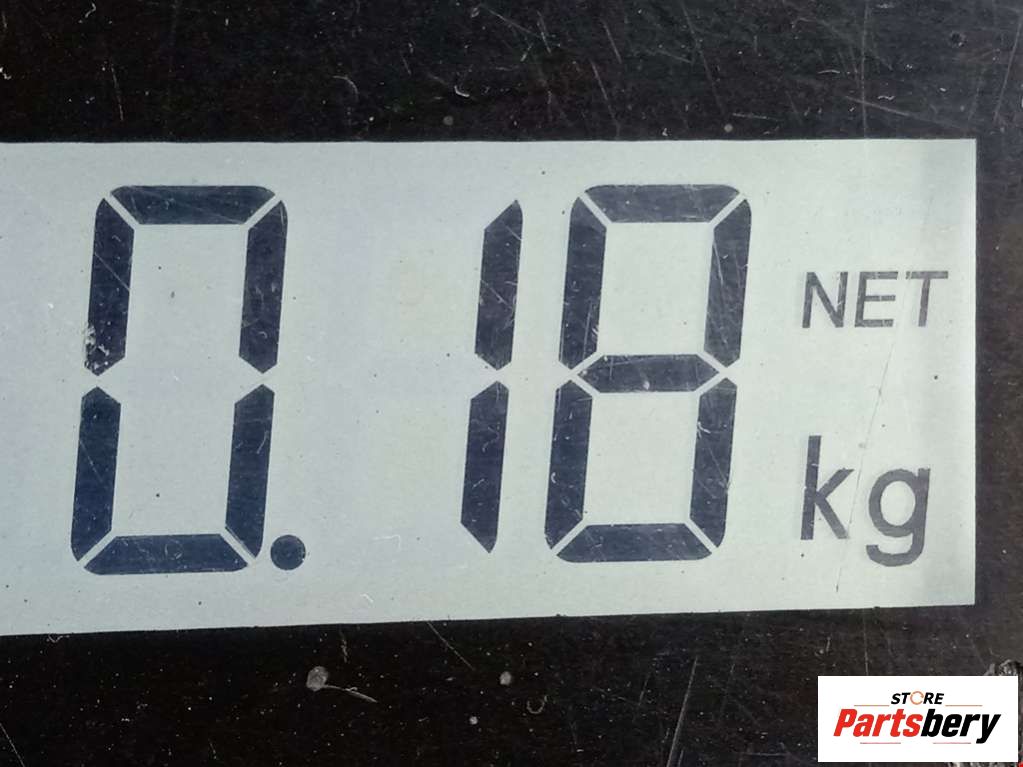 0.18
NET
kg
STORE
Partsbery